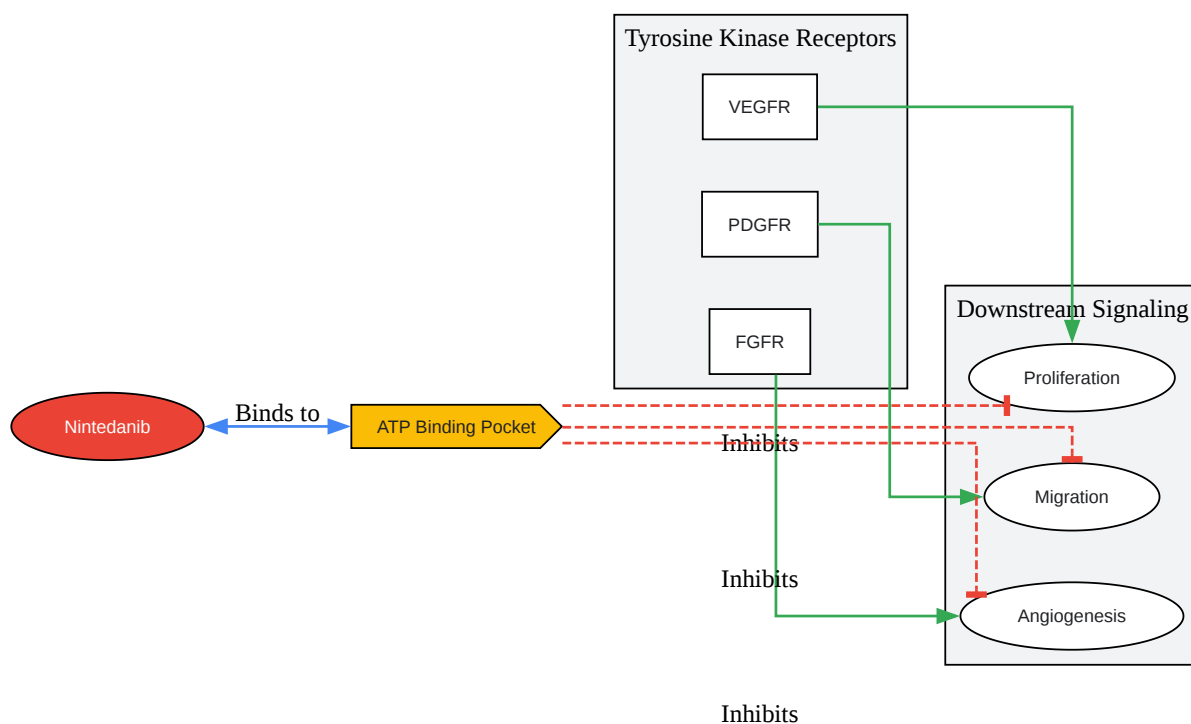 Tyrosine Kinase Receptors
VEGFR
PDGFR
FGFR
Downstream Signaling
Proliferation
Nintedanib
Binds to
ATP Binding Pocket
Inhibits
Migration
Inhibits
Angiogenesis
Inhibits